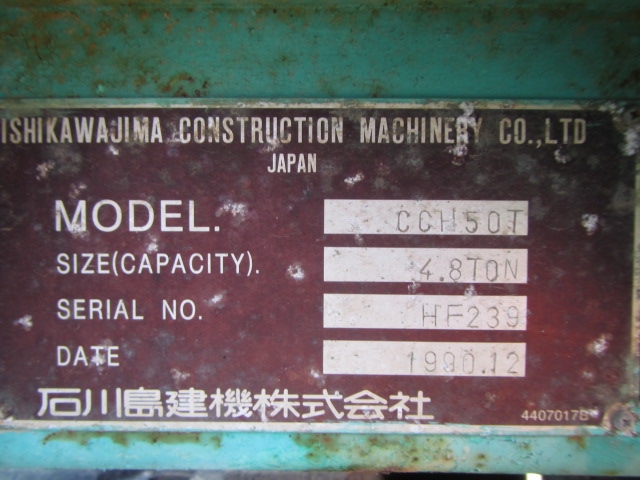 ISHIKAWAJIMA CONSTRUCTION MACHINERY CO.,LTD
JAPAN
MODEL. CCH50T
SIZE(CAPACITY). 4.8TON
SERIAL NO. HF239
DATE 1990.12
石川島建機株式会社 4407017B